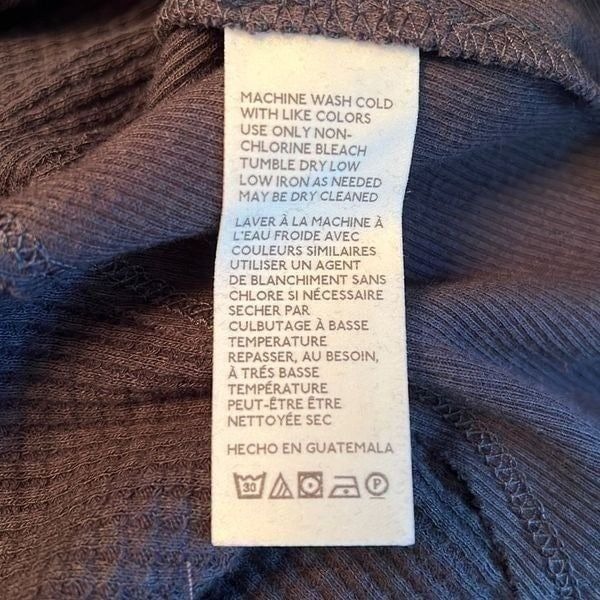 MACHINE WASH COLD
WITH LIKE COLORS
USE ONLY NON-
CHLORINE BLEACH
TUMBLE DRY LOW
LOW IRON AS NEEDED
MAY BE DRY CLEANED
LAVER À LA MACHINE À
L'EAU FROIDE AVEC
COULEURS SIMILAIRES
UTILISER UN AGENT
DE BLANCHIMENT SANS
CHLORE SI NÉCESSAIRE
SECHER PAR
CULBUTAGE À BASSE
TEMPERATURE
REPASSER, AU BESOIN,
À TRÉS BASSE
TEMPÉRATURE
PEUT-ÊTRE ÊTRE
NETTOYÉE SEC
HECHO EN GUATEMALA
30 P